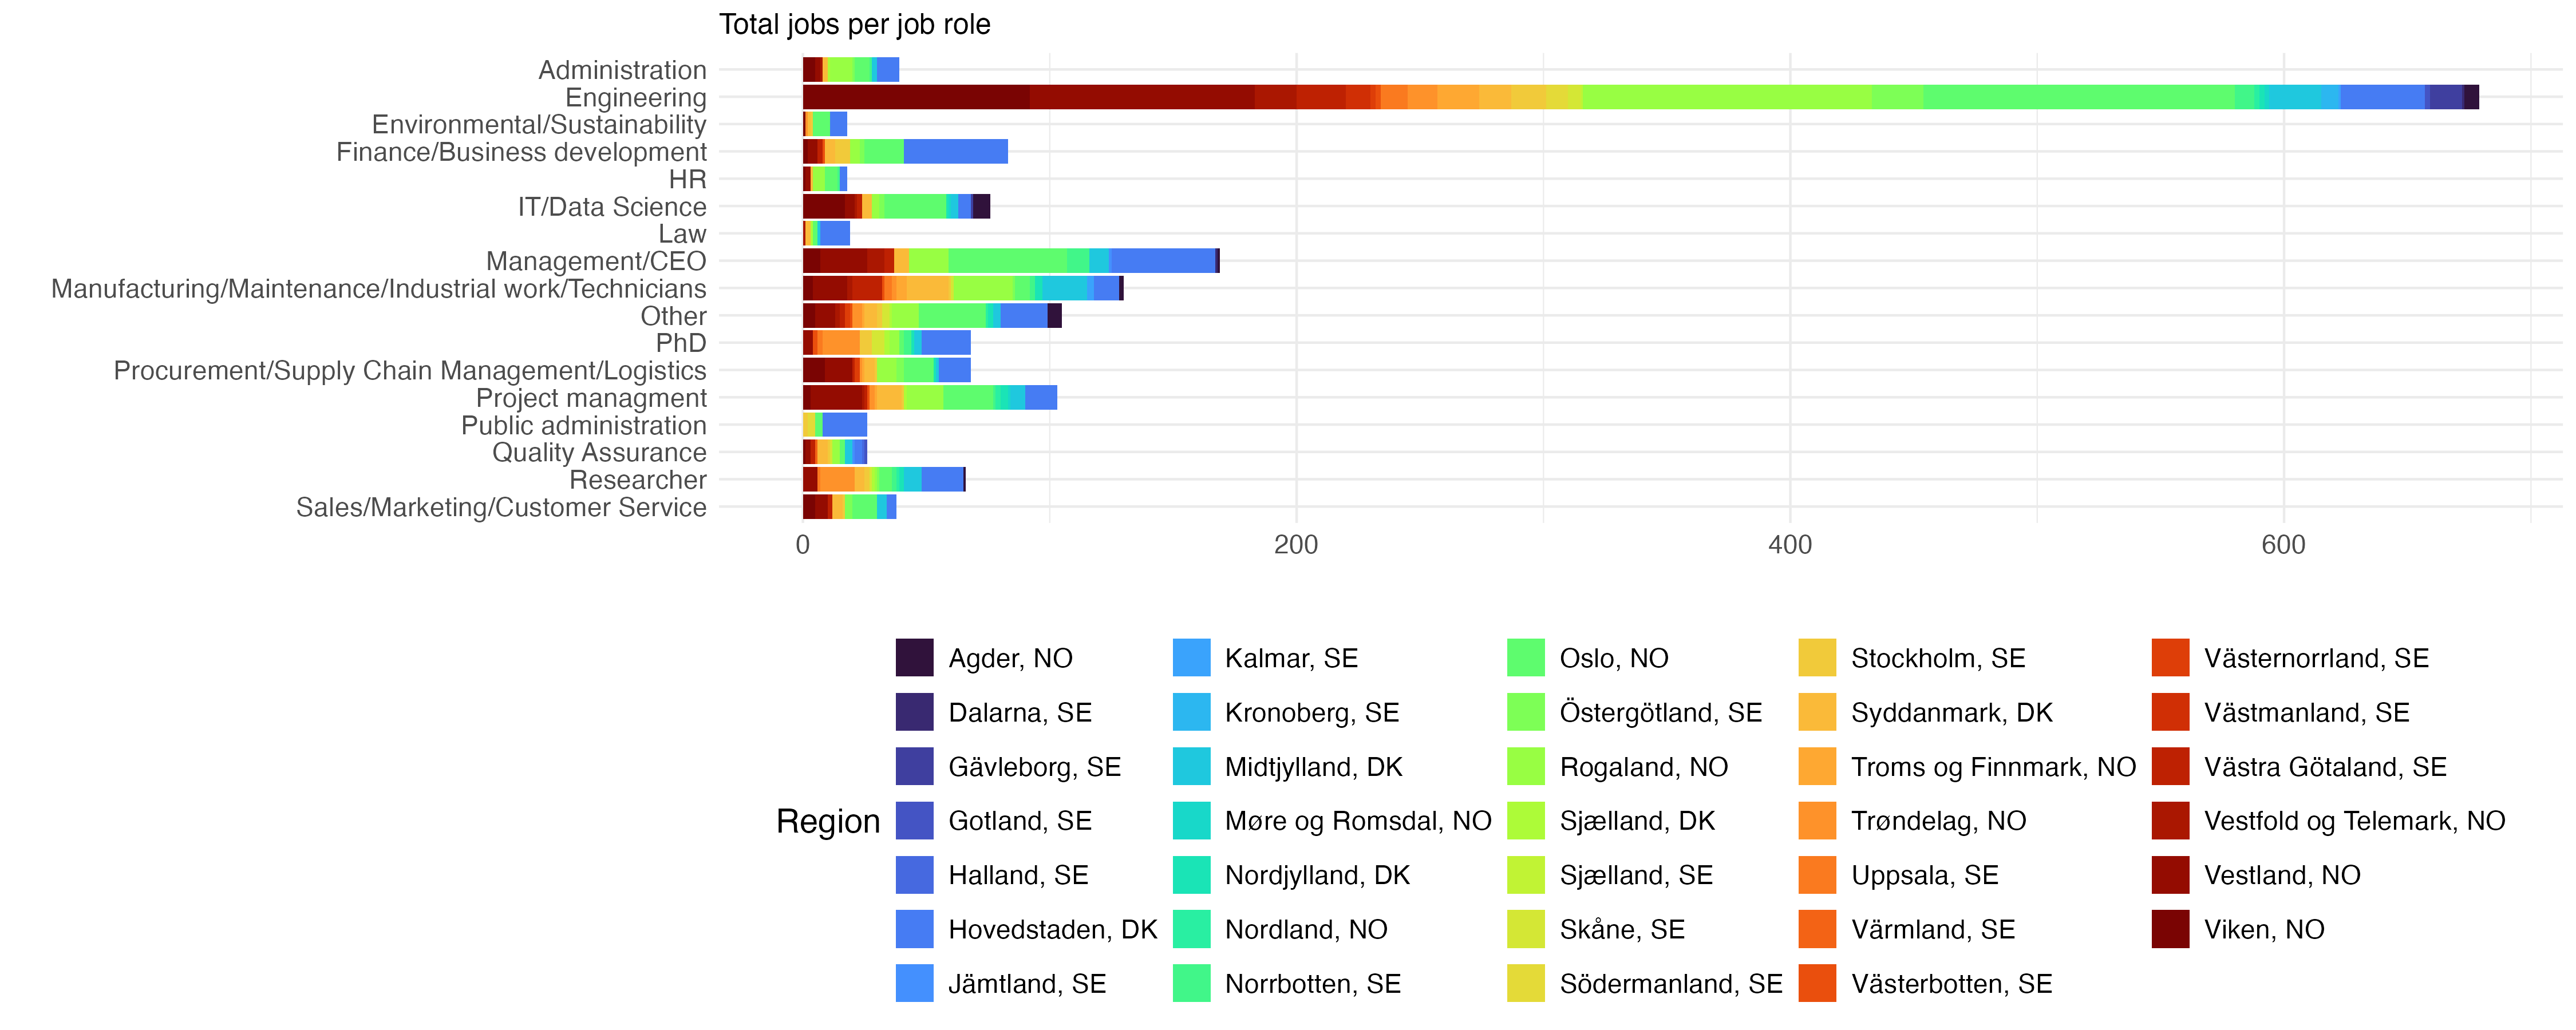 Total jobs per job role
Administration
Engineering
Environmental/Sustainability
Finance/Business development
HR
IT/Data Science
Law
Management/CEO
Manufacturing/Maintenance/Industrial work/Technicians
Other
PhD
Procurement/Supply Chain Management/Logistics
Project managment
Public administration
Quality Assurance
Researcher
Sales/Marketing/Customer Service
0 200 400 600
Region
Agder, NO
Dalarna, SE
Gävleborg, SE
Gotland, SE
Halland, SE
Hovedstaden, DK
Jämtland, SE
Kalmar, SE
Kronoberg, SE
Midtjylland, DK
Møre og Romsdal, NO
Nordjylland, DK
Nordland, NO
Norrbotten, SE
Oslo, NO
Östergötland, SE
Rogaland, NO
Sjælland, DK
Sjælland, SE
Skåne, SE
Södermanland, SE
Stockholm, SE
Syddanmark, DK
Troms og Finnmark, NO
Trøndelag, NO
Uppsala, SE
Värmland, SE
Västerbotten, SE
Västernorrland, SE
Västmanland, SE
Västra Götaland, SE
Vestfold og Telemark, NO
Vestland, NO
Viken, NO